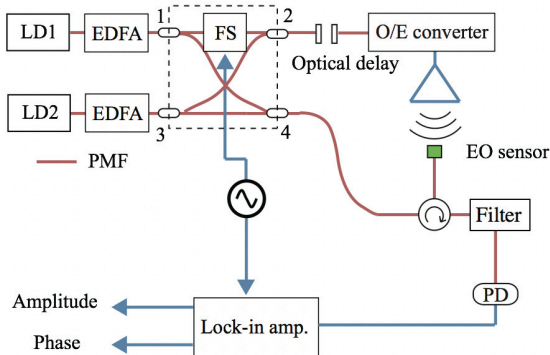 LD1
EDFA
1
FS
2
O/E converter
Optical delay
LD2
EDFA
3
4
EO sensor
PMF
Filter
PD
Amplitude
Lock-in amp.
Phase